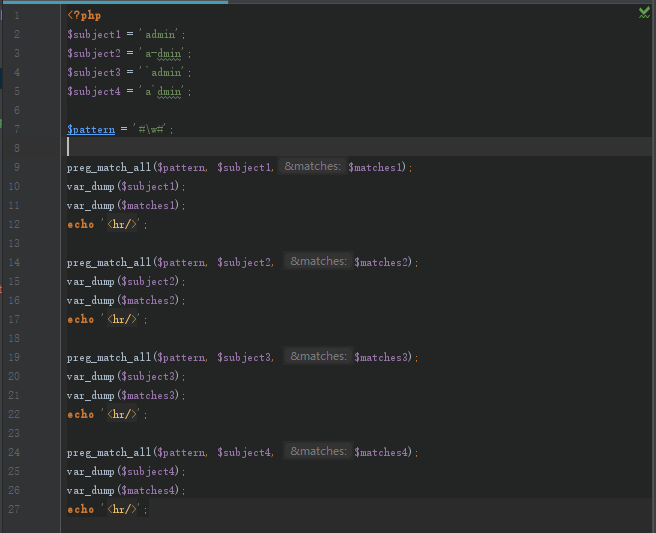 1 <?php
2 $subject1 = 'admin';
3 $subject2 = 'a-dmin';
4 $subject3 = '`admin';
5 $subject4 = 'a`dmin';
6
7 $pattern = '#\w#';
8
9 preg_match_all($pattern, $subject1, &matches: $matches1);
10 var_dump($subject1);
11 var_dump($matches1);
12 echo '<hr/>';
13
14 preg_match_all($pattern, $subject2, &matches: $matches2);
15 var_dump($subject2);
16 var_dump($matches2);
17 echo '<hr/>';
18
19 preg_match_all($pattern, $subject3, &matches: $matches3);
20 var_dump($subject3);
21 var_dump($matches3);
22 echo '<hr/>';
23
24 preg_match_all($pattern, $subject4, &matches: $matches4);
25 var_dump($subject4);
26 var_dump($matches4);
27 echo '<hr/>';